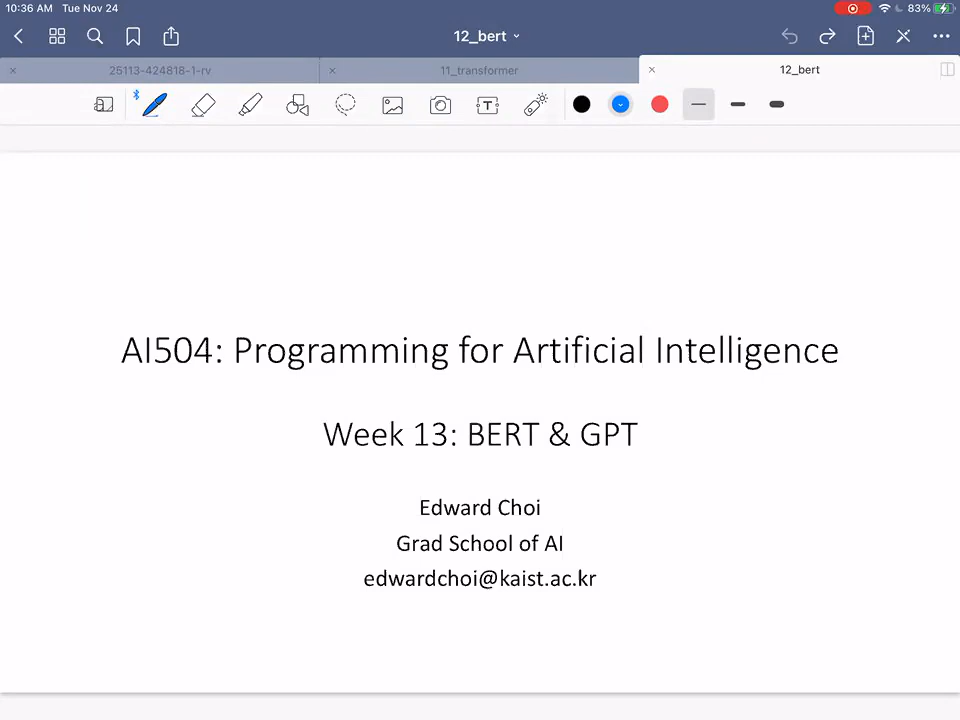 10:36 AM Tue Nov 24
83%
12_bert
25113-424818-1-rv
11_transformer
12_bert
T
AI504: Programming for Artificial Intelligence
Week 13: BERT & GPT
Edward Choi
Grad School of AI
edwardchoi@kaist.ac.kr